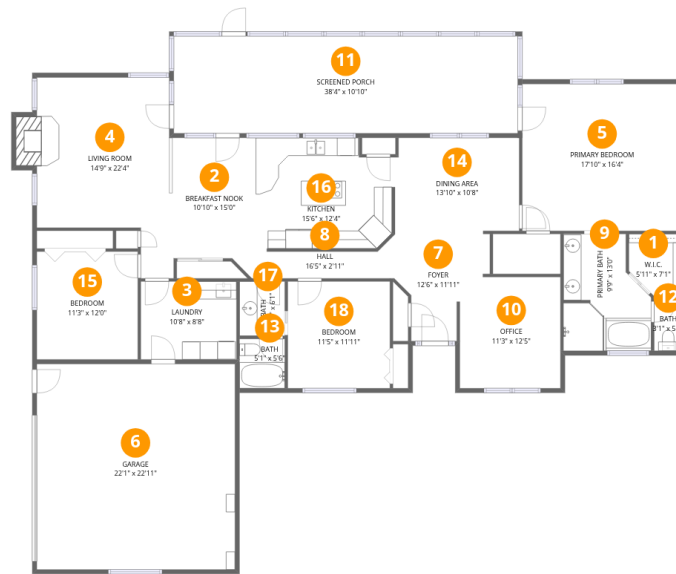 11
SCREENED PORCH
38'4" x 10'10"
4
LIVING ROOM
14'9" x 22'4"
5
PRIMARY BEDROOM
17'10" x 16'4"
2
BREAKFAST NOOK
10'10" x 15'0"
14
DINING AREA
13'10" x 10'8"
16
KITCHEN
15'6" x 12'4"
8
HALL
16'5" x 2'11"
7
FOYER
12'6" x 11'11"
9
PRIMARY BATH
9'9" x 13'0"
1
W.I.C.
5'11" x 7'1"
15
BEDROOM
11'3" x 12'0"
3
LAUNDRY
10'8" x 8'8"
17
BATH
13
BATH
5'1" x 5'6"
18
BEDROOM
11'5" x 11'11"
10
OFFICE
11'3" x 12'5"
12
BATH
6
GARAGE
22'1" x 22'11"